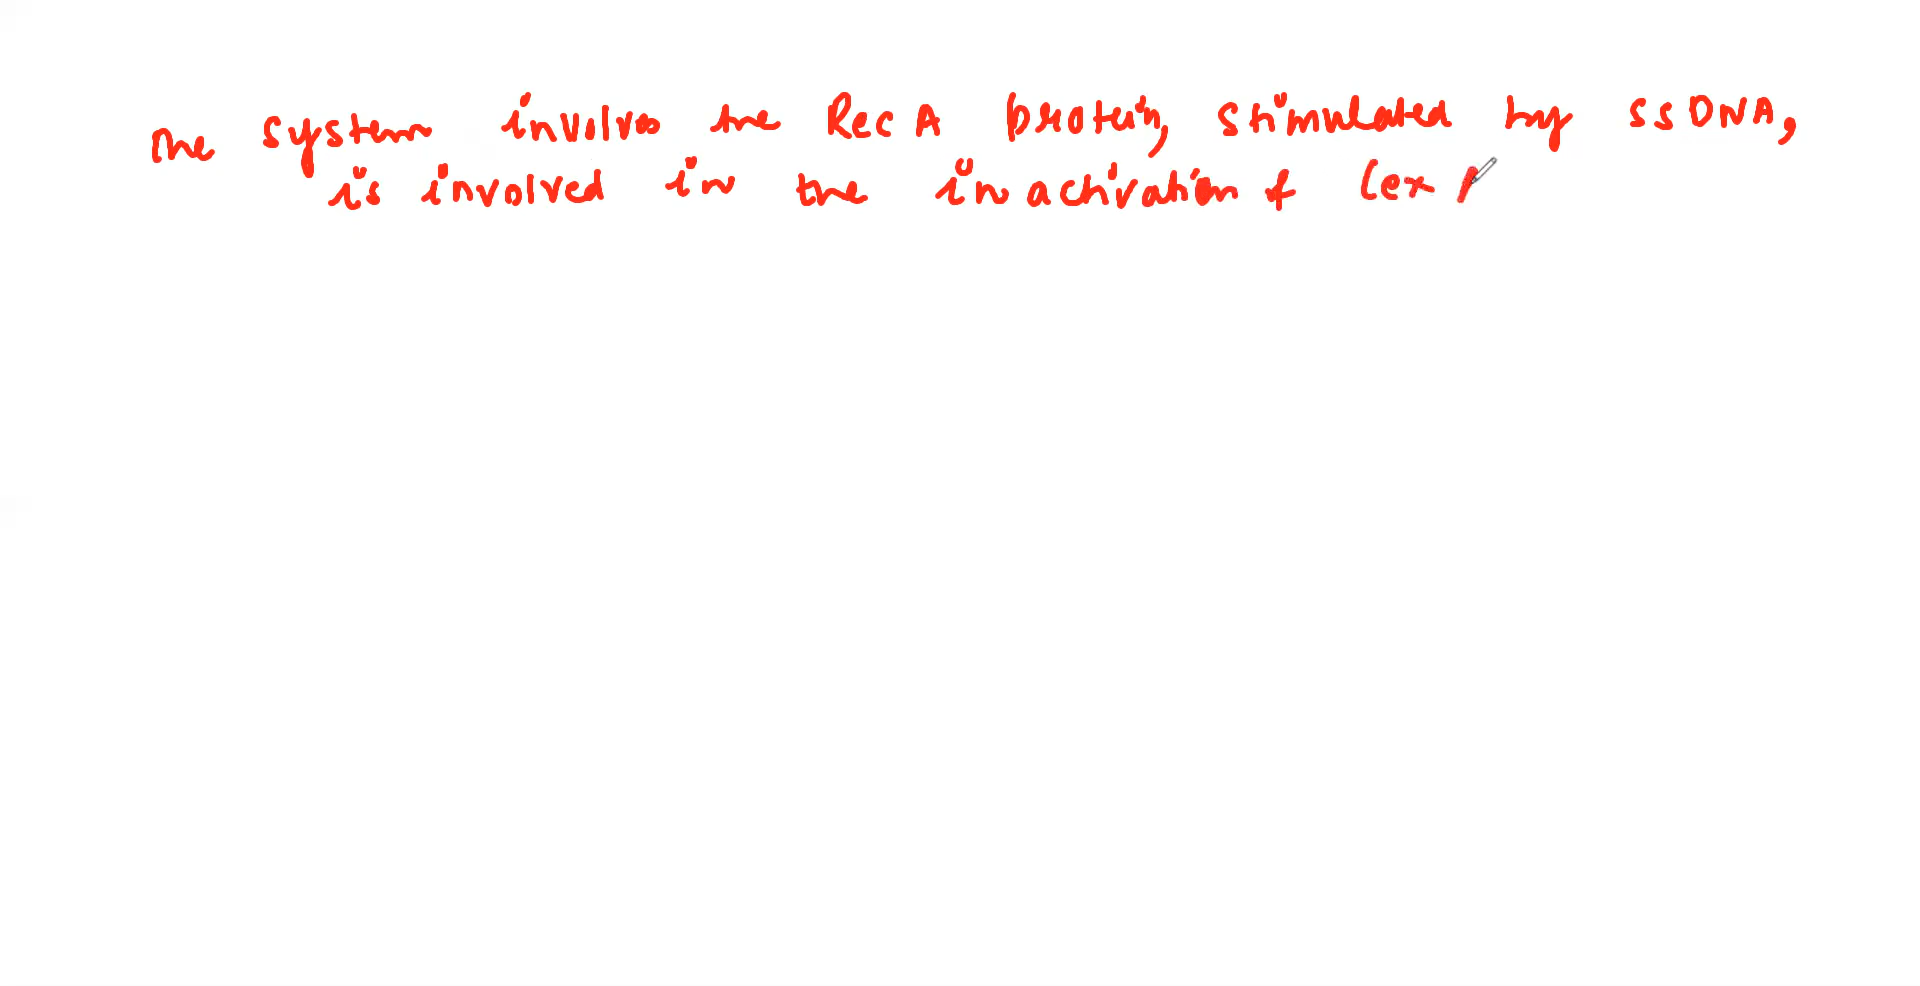 The system involves the RecA protein, stimulated by ssDNA,
is involved in the inactivation of lex